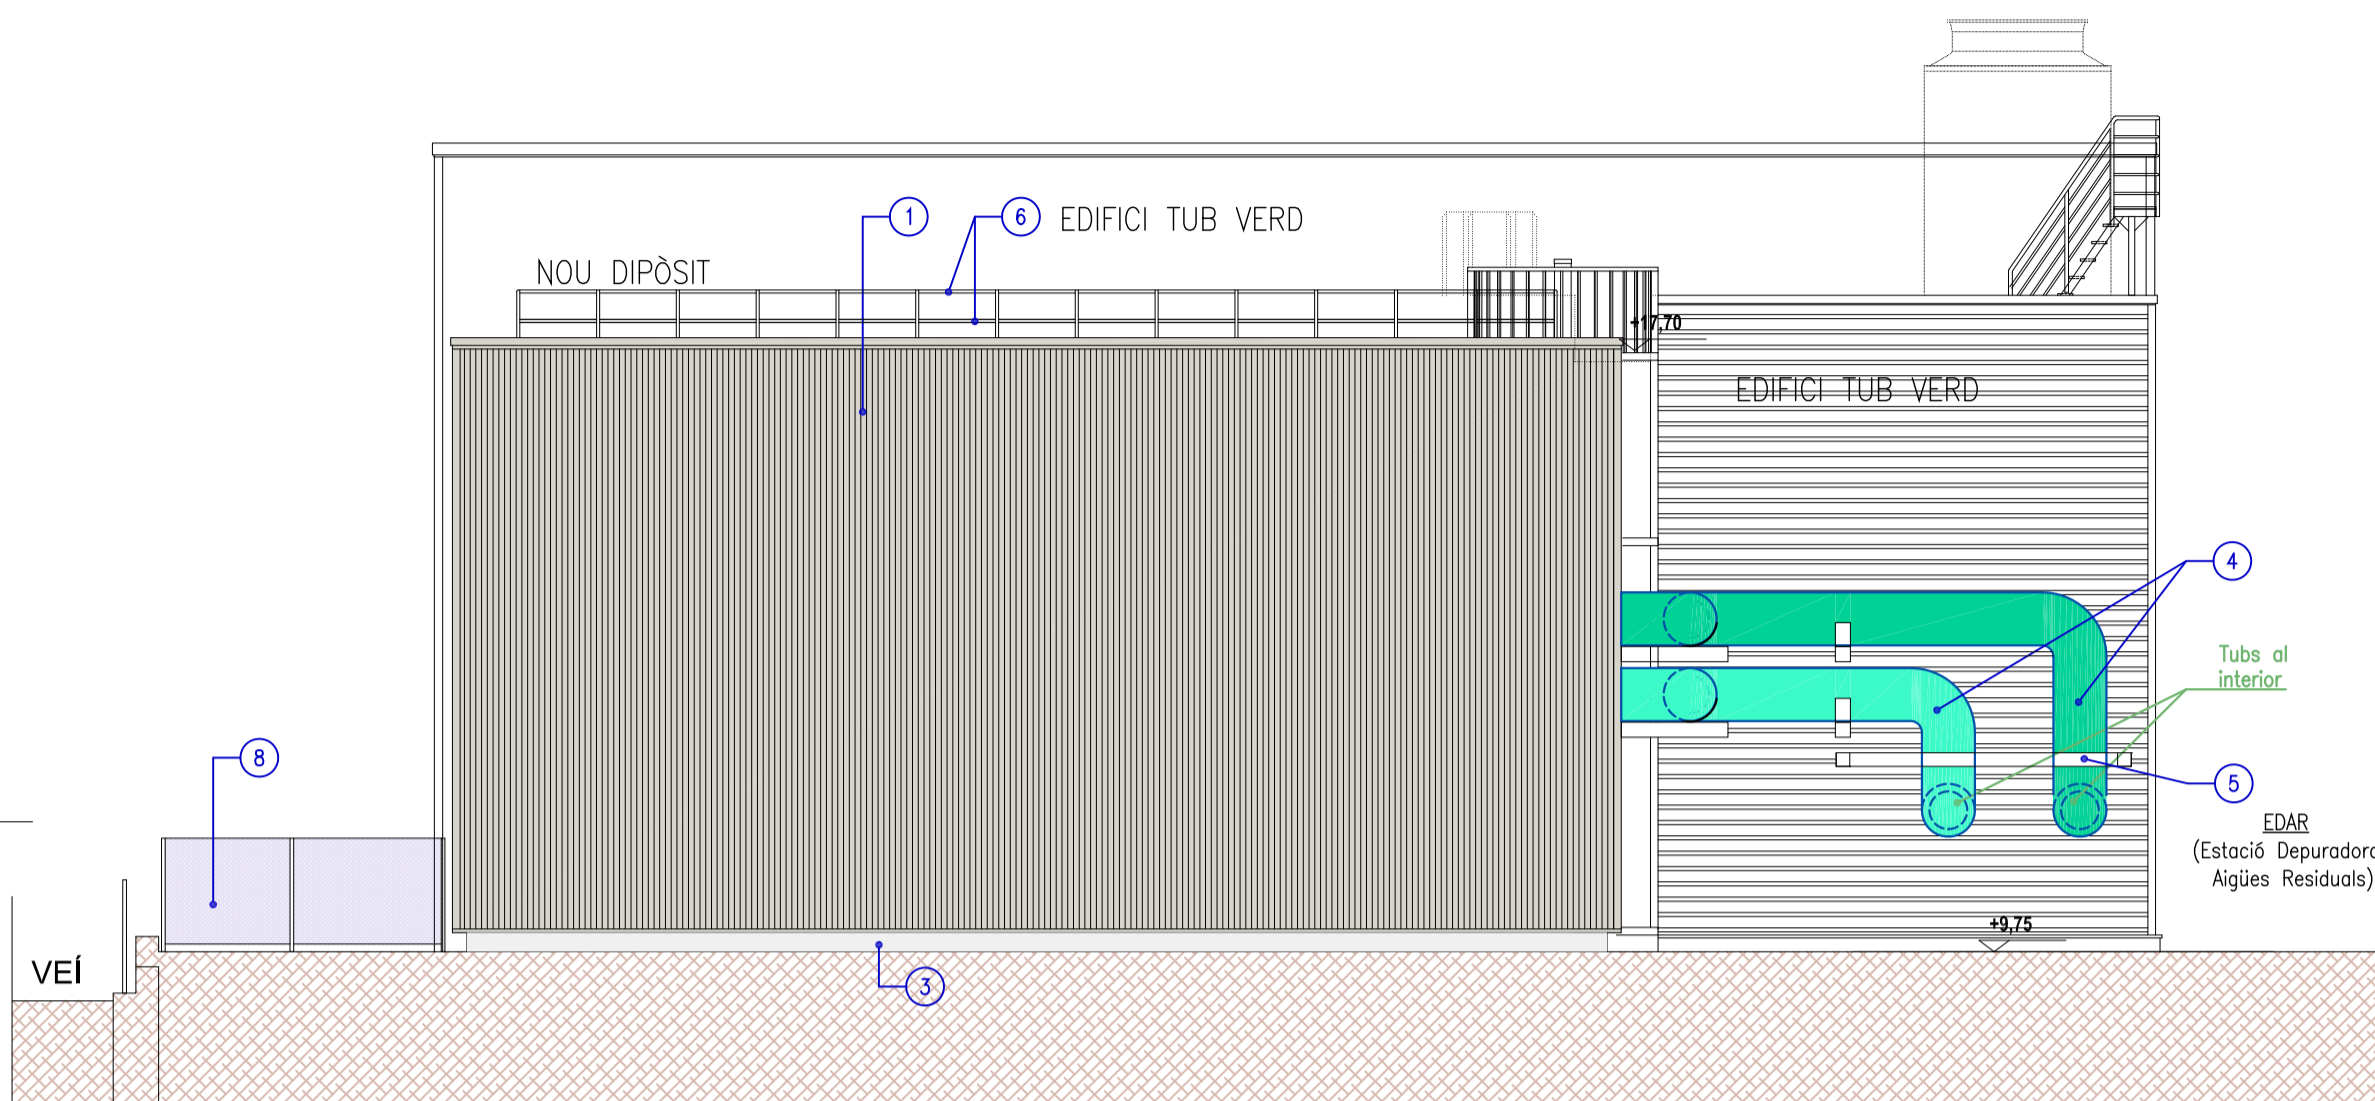 1
6
EDIFICI TUB VERD
NOU DIPÒSIT
+17,70
EDIFICI TUB VERD
4
Tubs al
interior
8
5
EDAR
(Estació Depuradora
Aigües Residuals)
+9,75
VEÍ
3